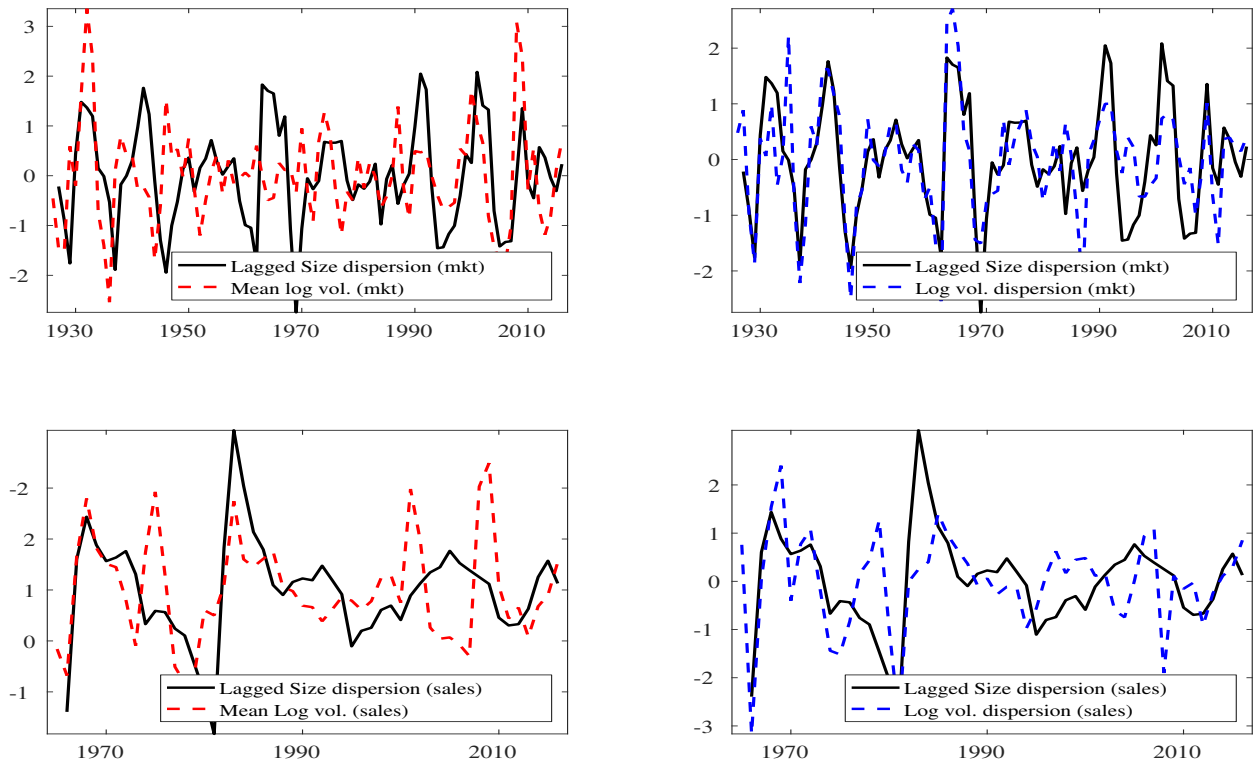 3
2
1
0
-1
-2
Lagged Size dispersion (mkt)
Mean log vol. (mkt)
1930 1950 1970 1990 2010
2
1
0
-1
-2
Lagged Size dispersion (mkt)
Log vol. dispersion (mkt)
1930 1950 1970 1990 2010
-2
2
1
0
-1
Lagged Size dispersion (sales)
Mean Log vol. (sales)
1970 1990 2010
2
1
0
-1
-2
-3
Lagged Size dispersion (sales)
Log vol. dispersion (sales)
1970 1990 2010